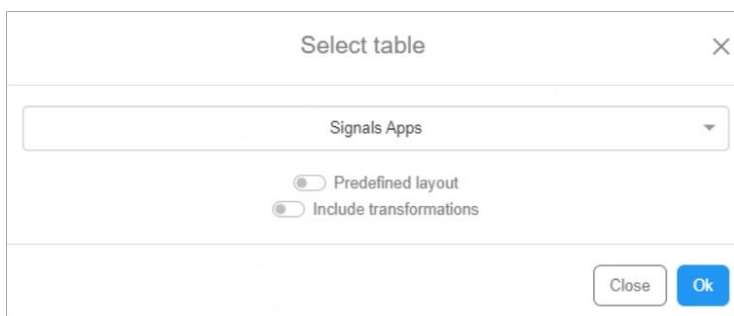 Select table
Signals Apps
Predefined layout
Include transformations
Close Ok